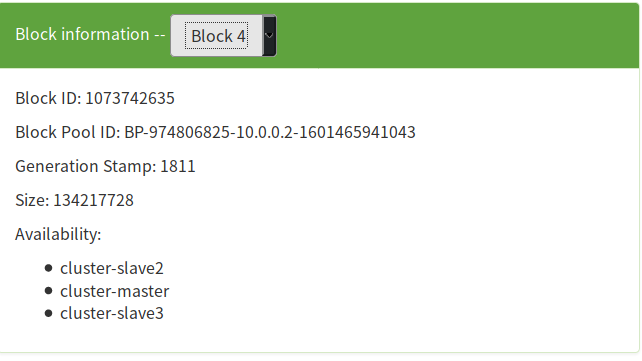 Block information -- Block 4
Block ID: 1073742635
Block Pool ID: BP-974806825-10.0.0.2-1601465941043
Generation Stamp: 1811
Size: 134217728
Availability:
cluster-slave2
cluster-master
cluster-slave3